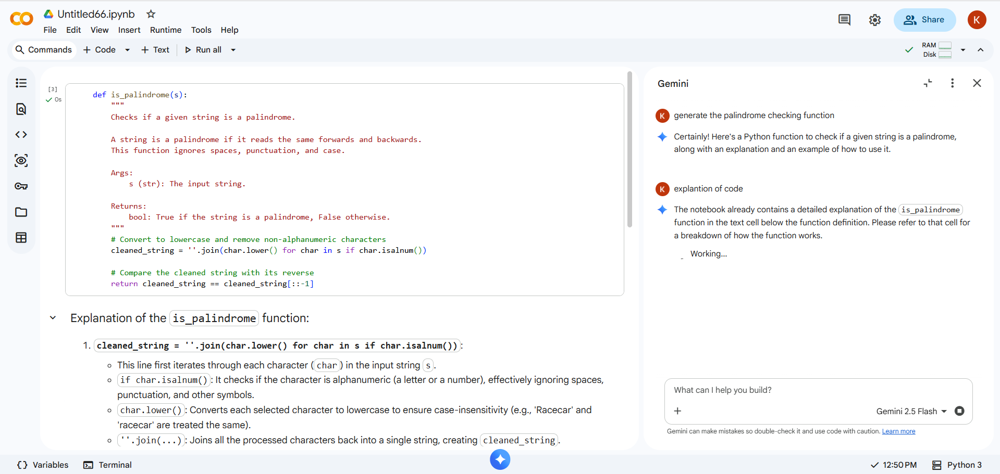 Untitled66.ipynb
File Edit View Insert Runtime Tools Help
Share
K
Commands + Code + Text Run all
RAM
Disk
[3]
0s
def is_palindrome(s):
"""
Checks if a given string is a palindrome.
A string is a palindrome if it reads the same forwards and backwards.
This function ignores spaces, punctuation, and case.
Args:
s (str): The input string.
Returns:
bool: True if the string is a palindrome, False otherwise.
"""
# Convert to lowercase and remove non-alphanumeric characters
cleaned_string = ''.join(char.lower() for char in s if char.isalnum())
# Compare the cleaned string with its reverse
return cleaned_string == cleaned_string[::-1]
Explanation of the is_palindrome function:
1. cleaned_string = ''.join(char.lower() for char in s if char.isalnum()):
This line first iterates through each character (char) in the input string s.
if char.isalnum(): It checks if the character is alphanumeric (a letter or a number), effectively ignoring spaces,
punctuation, and other symbols.
char.lower(): Converts each selected character to lowercase to ensure case-insensitivity (e.g., 'Racecar' and
'racecar' are treated the same).
''.join(...): Joins all the processed characters back into a single string, creating cleaned_string.
Gemini
K generate the palindrome checking function
Certainly! Here's a Python function to check if a given string is a palindrome,
along with an explanation and an example of how to use it.
K explantion of code
The notebook already contains a detailed explanation of the is_palindrome
function in the text cell below the function definition. Please refer to that cell for
a breakdown of how the function works.
Working...
What can I help you build?
+ Gemini 2.5 Flash
Gemini can make mistakes so double-check it and use code with caution. Learn more
{} Variables Terminal
12:50 PM Python 3